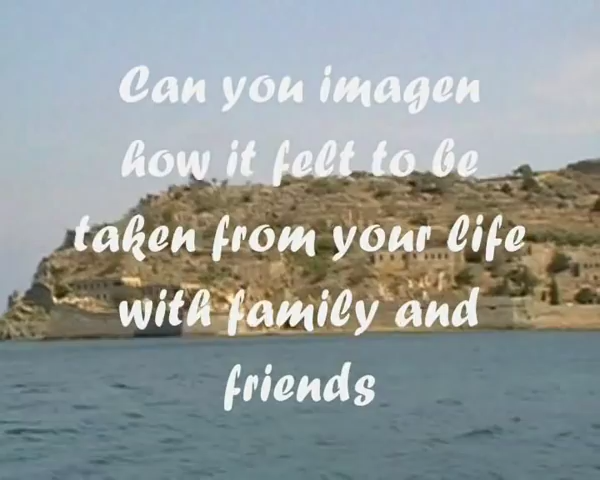 Can you imagen
how it felt to be
taken from your life
with family and
friends